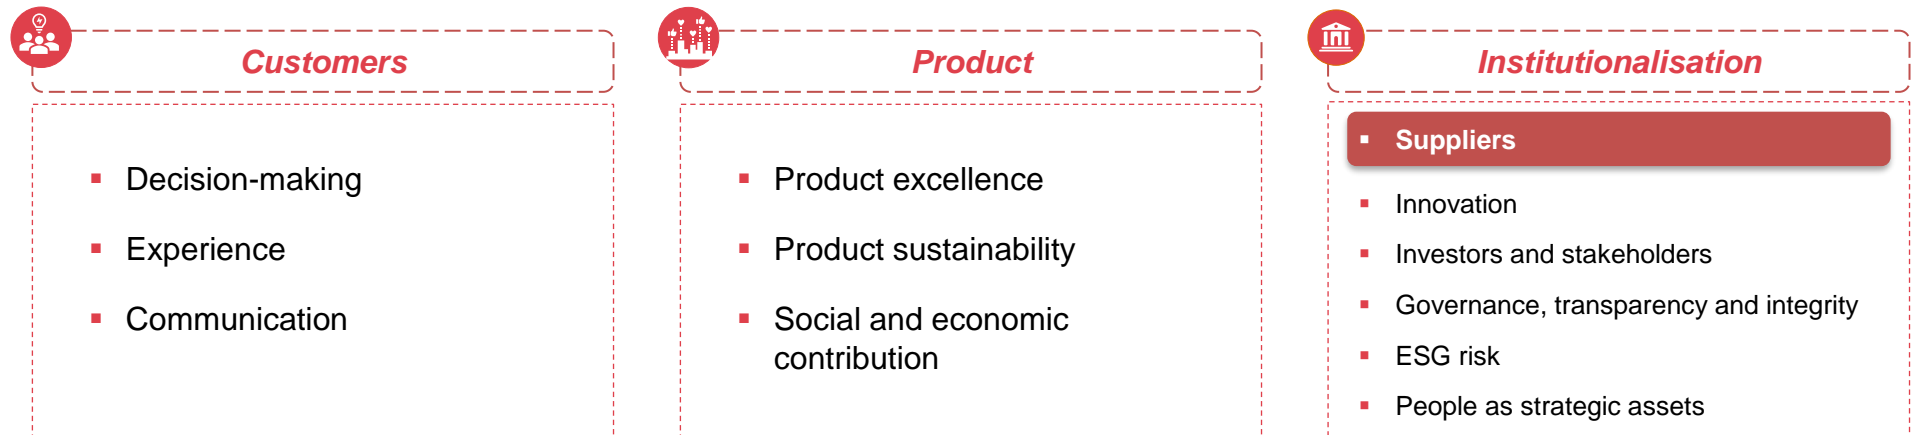 Customers
Decision-making
Experience
Communication
Product
Product excellence
Product sustainability
Social and economic
contribution
Institutionalisation
Suppliers
Innovation
Investors and stakeholders
Governance, transparency and integrity
ESG risk
People as strategic assets